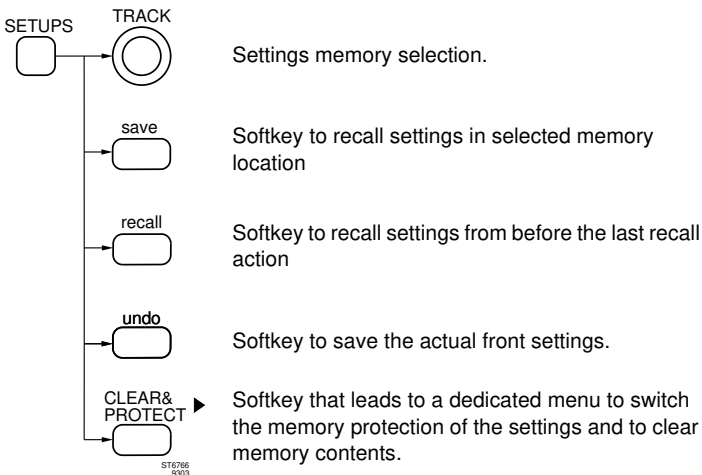 SETUPS
TRACK
Settings memory selection.
save
Softkey to recall settings in selected memory
location
recall
Softkey to recall settings from before the last recall
action
undo
Softkey to save the actual front settings.
CLEAR&
PROTECT
Softkey that leads to a dedicated menu to switch
the memory protection of the settings and to clear
memory contents.
ST6766
9303